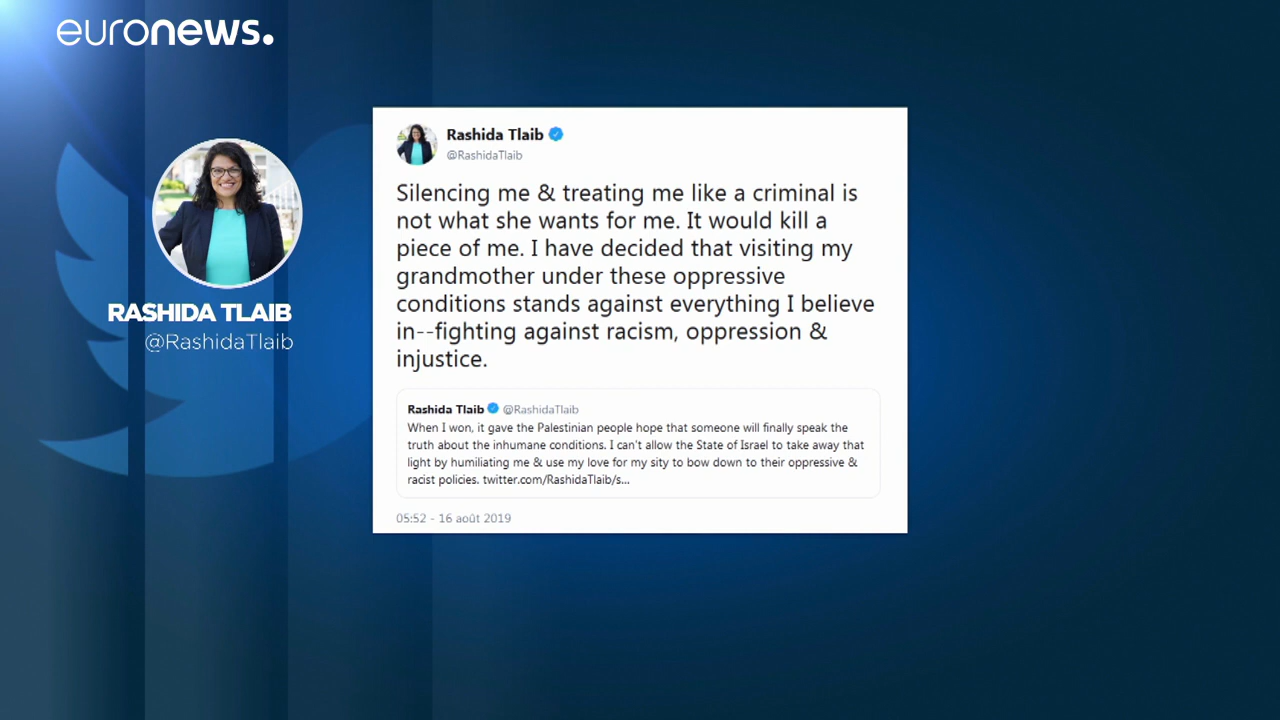 euronews.
RASHIDA TLAIB
@RashidaTlaib
Rashida Tlaib
@RashidaTlaib
Silencing me & treating me like a criminal is
not what she wants for me. It would kill a
piece of me. I have decided that visiting my
grandmother under these oppressive
conditions stands against everything I believe
in--fighting against racism, oppression &
injustice.
Rashida Tlaib @RashidaTlaib
When I won, it gave the Palestinian people hope that someone will finally speak the
truth about the inhumane conditions. I can't allow the State of Israel to take away that
light by humiliating me & use my love for my sity to bow down to their oppressive &
racist policies. twitter.com/RashidaTlaib/s...
05:52 - 16 août 2019